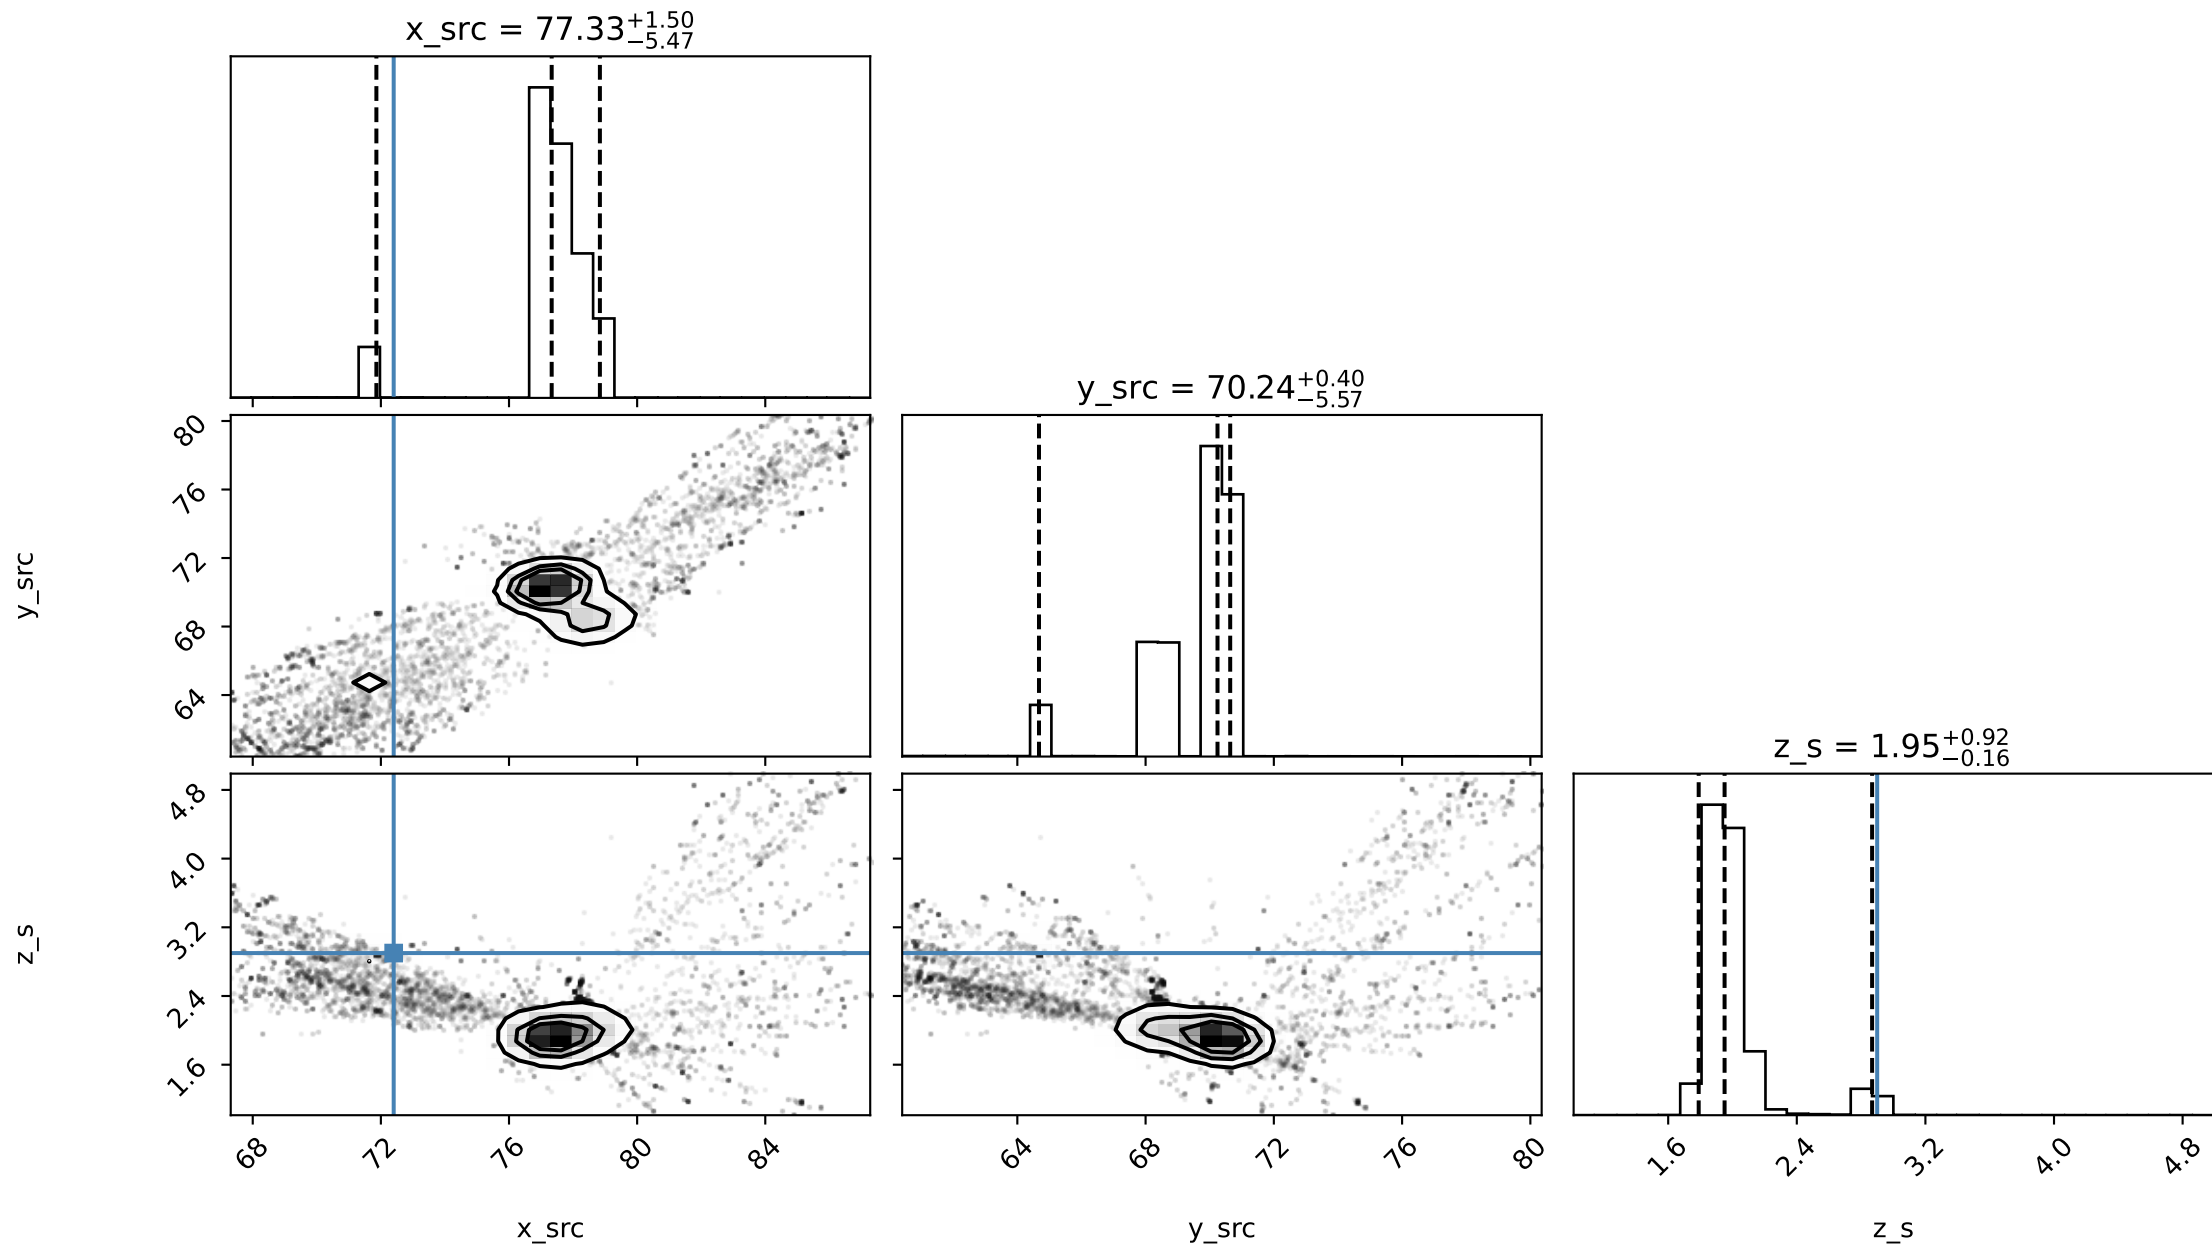 x_src = 77.33 +1.50 −5.47
y_src = 70.24 +0.40 −5.57
z_s = 1.95 +0.92 −0.16
y_src
80
76
72
68
64
z_s
4.8
4.0
3.2
2.4
1.6
68 72 76 80 84
64 68 72 76 80
1.6 2.4 3.2 4.0 4.8
x_src
y_src
z_s